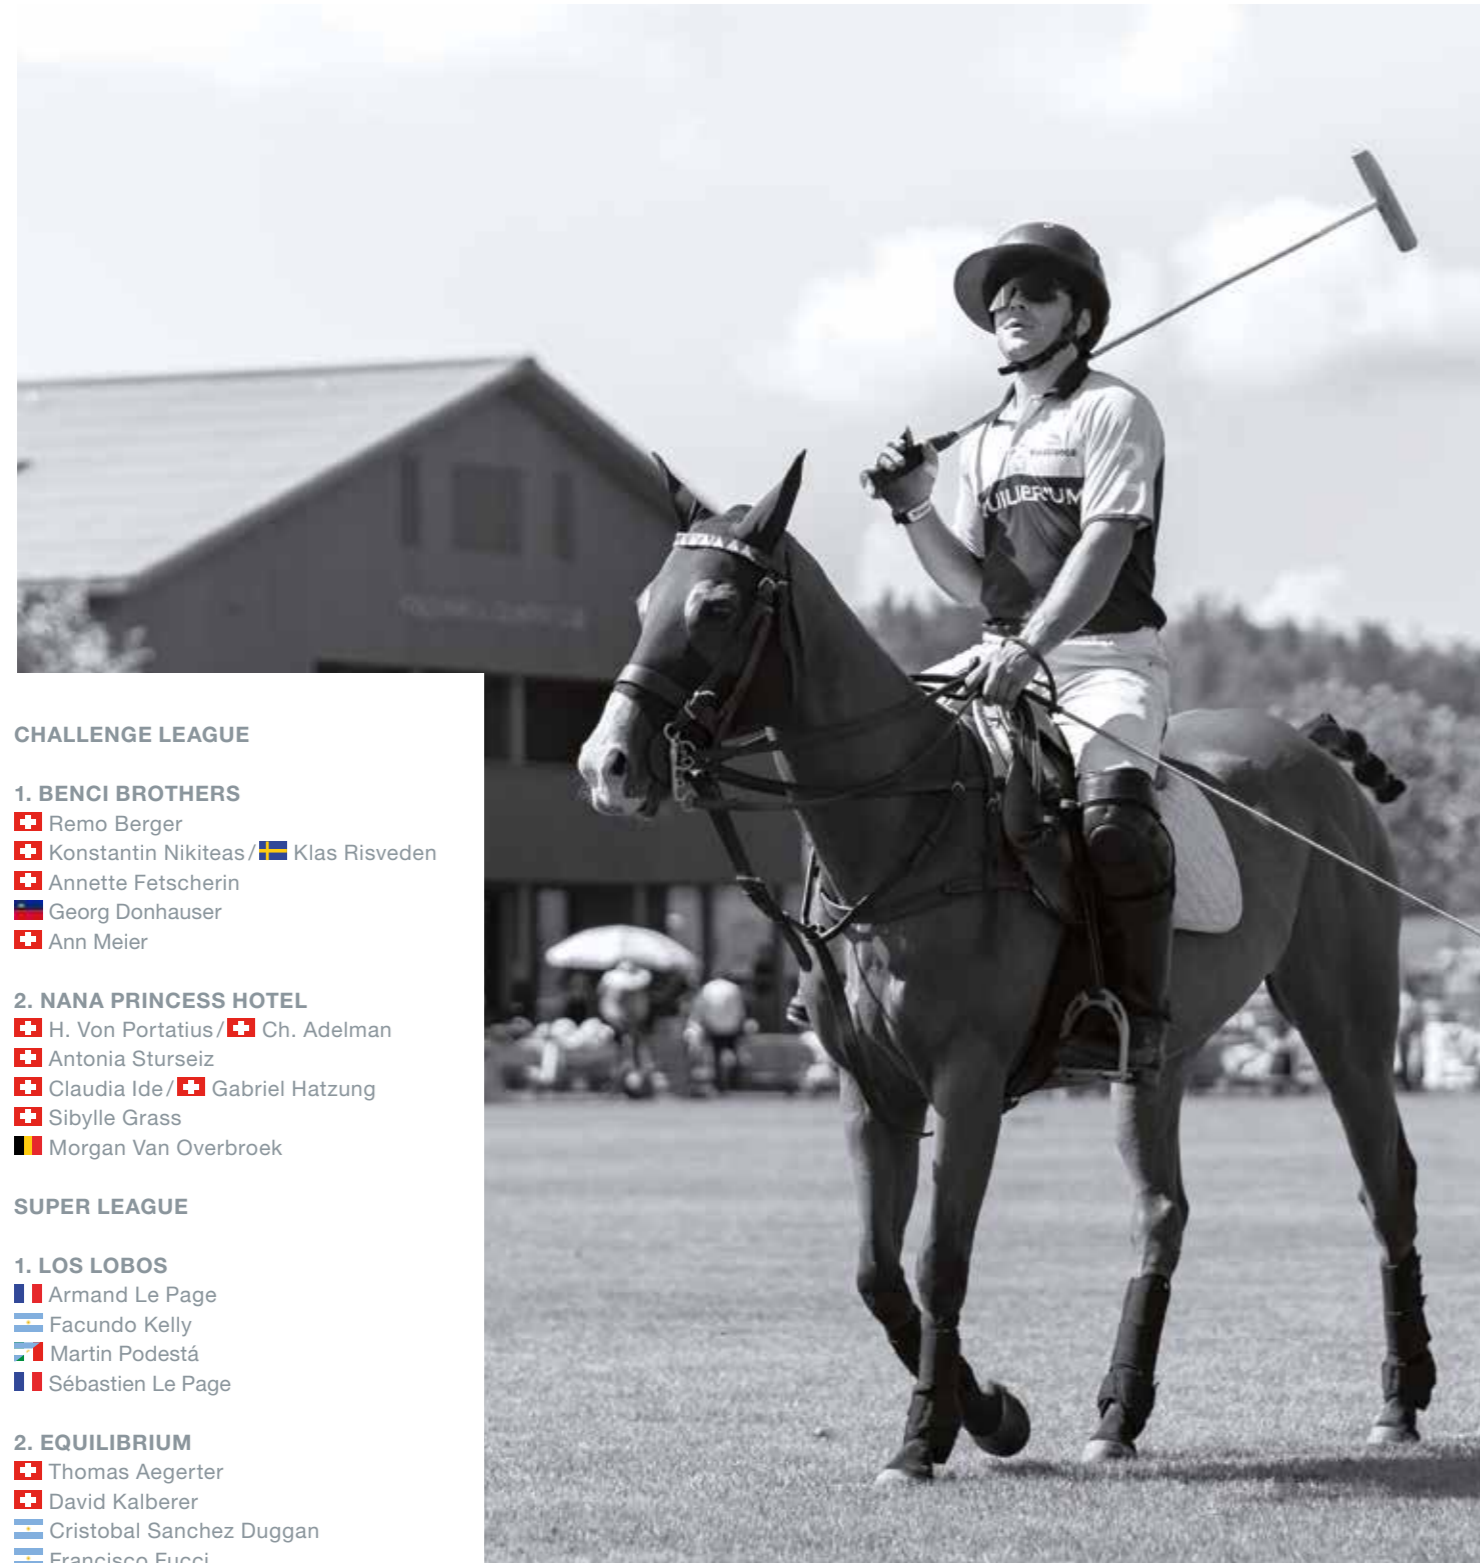 CHALLENGE LEAGUE
1. BENCI BROTHERS
Remo Berger
Konstantin Nikiteas / Klas Risveden
Annette Fetscherin
Georg Donhauser
Ann Meier
2. NANA PRINCESS HOTEL
H. Von Portatius / Ch. Adelman
Antonia Sturseiz
Claudia Ide / Gabriel Hatzung
Sibylle Grass
Morgan Van Overbroek
SUPER LEAGUE
1. LOS LOBOS
Armand Le Page
Facundo Kelly
Martin Podestá
Sébastien Le Page
2. EQUILIBRIUM
Thomas Aegerter
David Kalberer
Cristobal Sanchez Duggan
Francisco Fucci